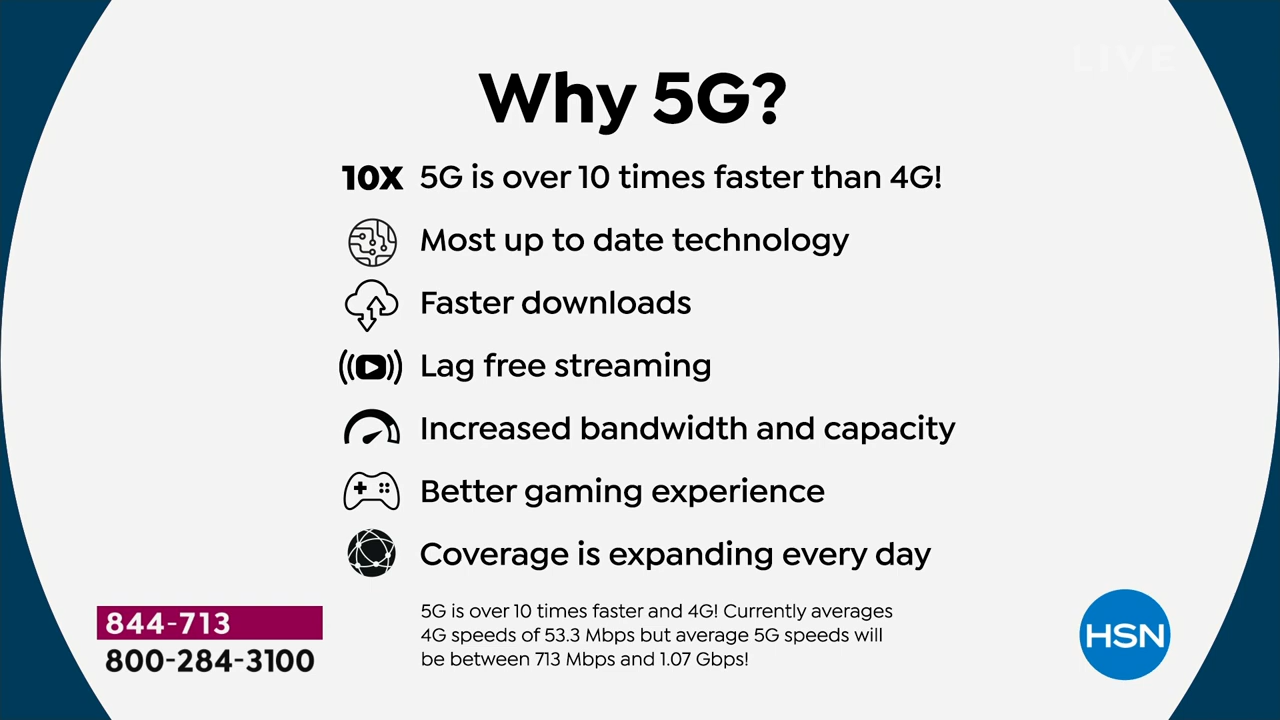 LIVE
Why 5G?
10X 5G is over 10 times faster than 4G!
Most up to date technology
Faster downloads
Lag free streaming
Increased bandwidth and capacity
Better gaming experience
Coverage is expanding every day
5G is over 10 times faster and 4G! Currently averages
4G speeds of 53.3 Mbps but average 5G speeds will
be between 713 Mbps and 1.07 Gbps!
844-713
800-284-3100
HSN